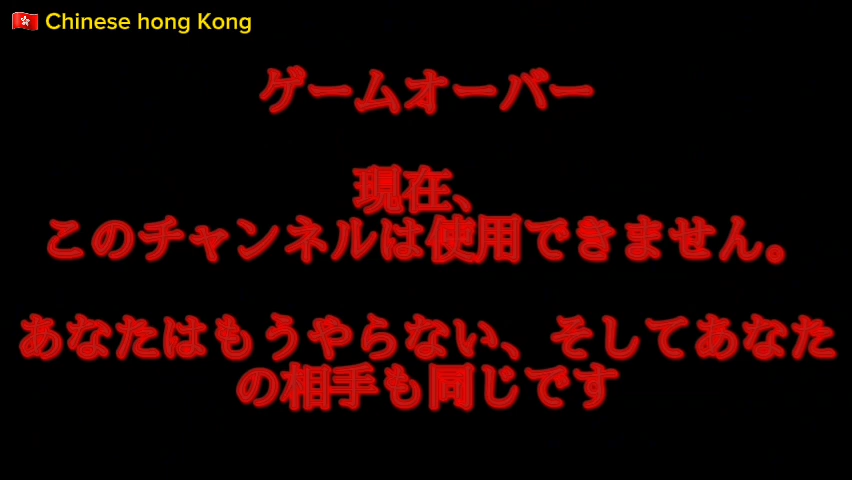 🇭🇰 Chinese hong Kong
ゲームオーバー
現在、
このチャンネルは使用できません。
あなたはもうやらない、そしてあなた
の相手も同じです